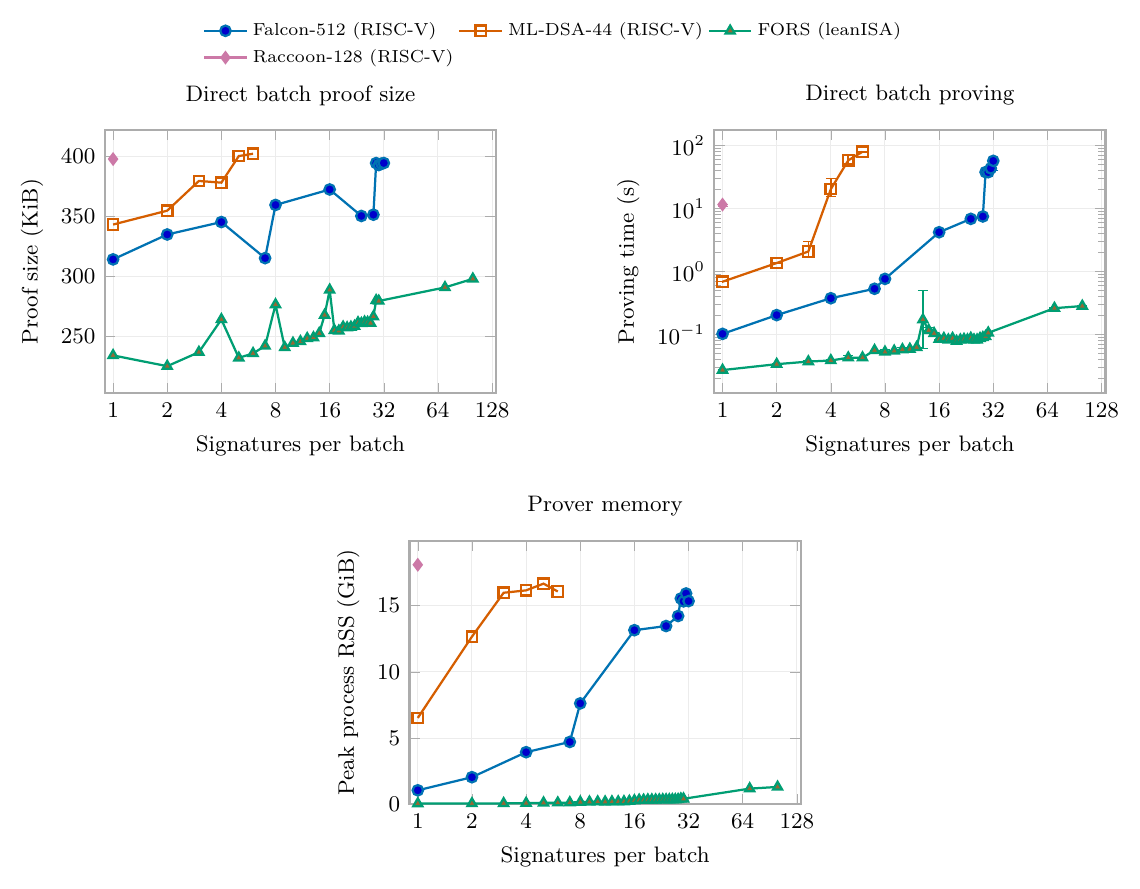 Falcon-512 (RISC-V) ML-DSA-44 (RISC-V) FORS (leanISA)
Raccoon-128 (RISC-V)
Direct batch proof size
400
350
300
250
Proof size (KiB)
1 2 4 8 16 32 64 128
Signatures per batch
Direct batch proving
10^2
10^1
10^0
10^−1
Proving time (s)
1 2 4 8 16 32 64 128
Signatures per batch
Prover memory
15
10
5
0
Peak process RSS (GiB)
1 2 4 8 16 32 64 128
Signatures per batch